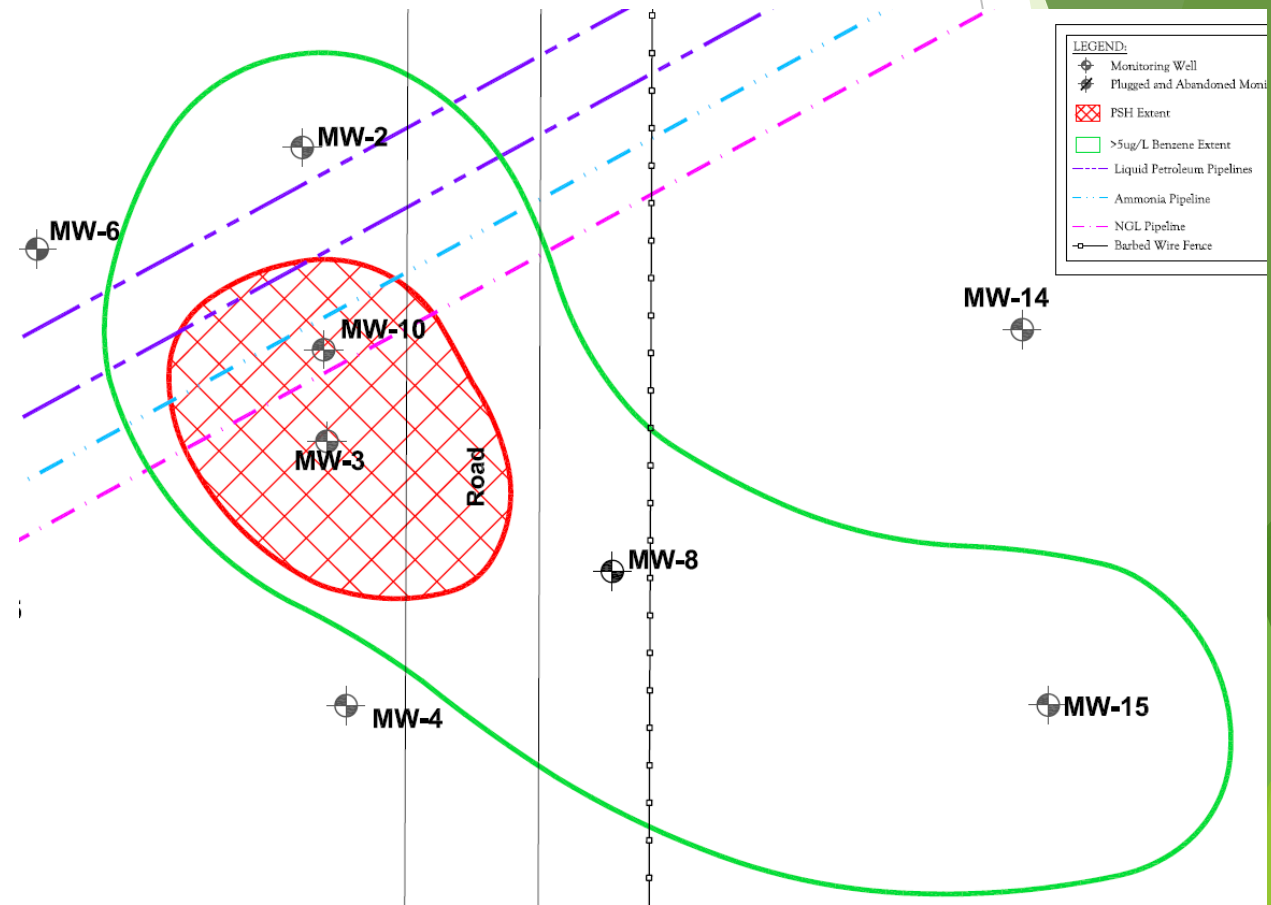 LEGEND:
Monitoring Well
Plugged and Abandoned Moni
PSH Extent
>5ug/L Benzene Extent
Liquid Petroleum Pipelines
Ammonia Pipeline
NGL Pipeline
Barbed Wire Fence
MW-2
MW-6
MW-14
MW-10
MW-3
Road
MW-8
MW-4
MW-15